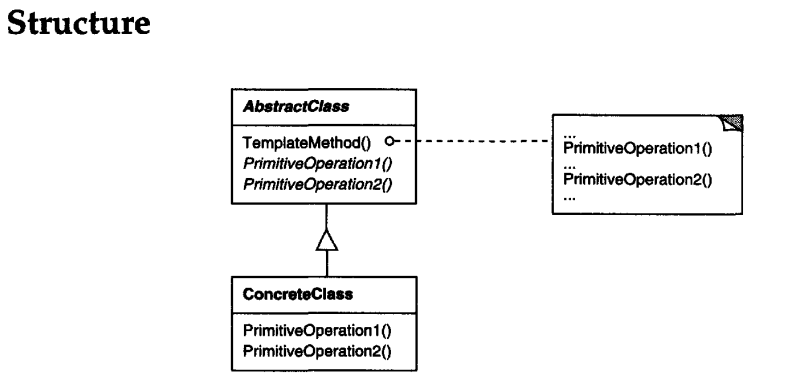 Structure
AbstractClass
TemplateMethod()
PrimitiveOperation1()
PrimitiveOperation2()
...
PrimitiveOperation1()
...
PrimitiveOperation2()
...
ConcreteClass
PrimitiveOperation1()
PrimitiveOperation2()